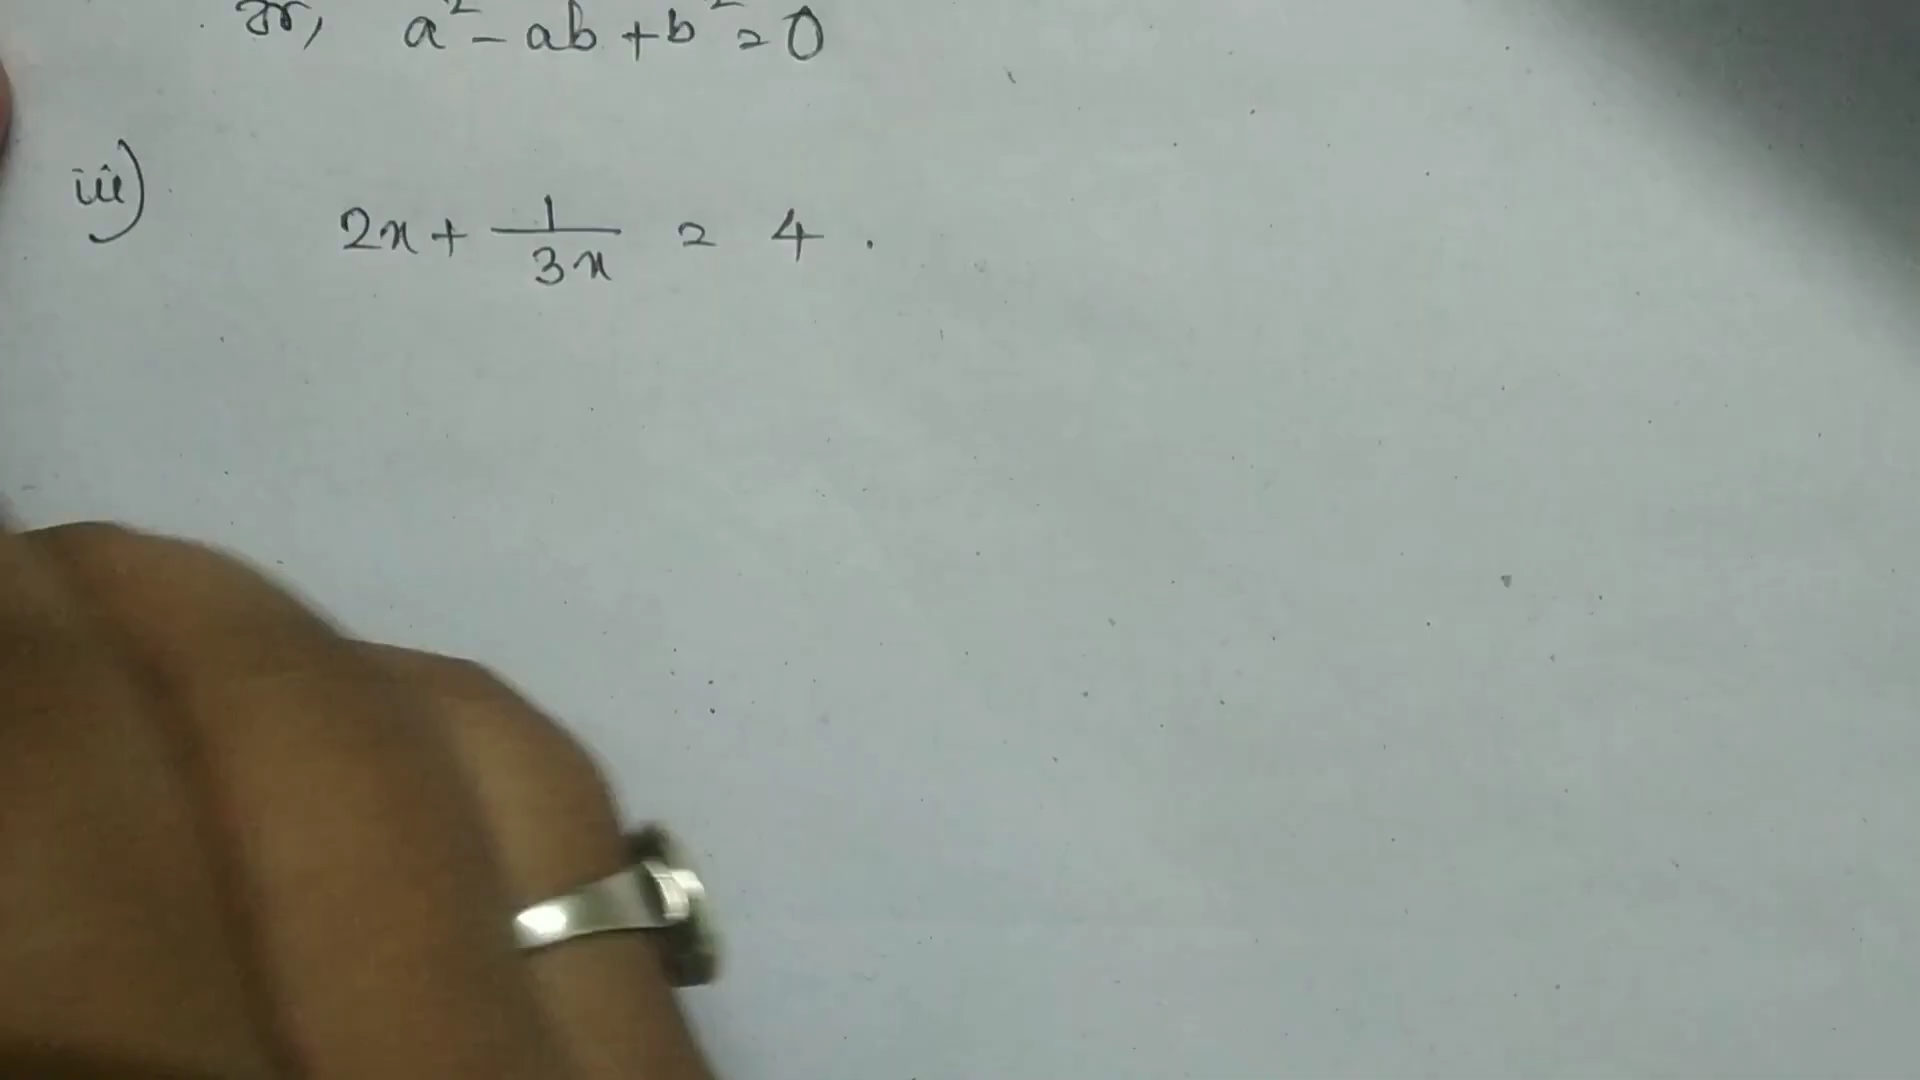 বা, a² - ab + b² = 0
iii) 2x + 1/3x = 4.